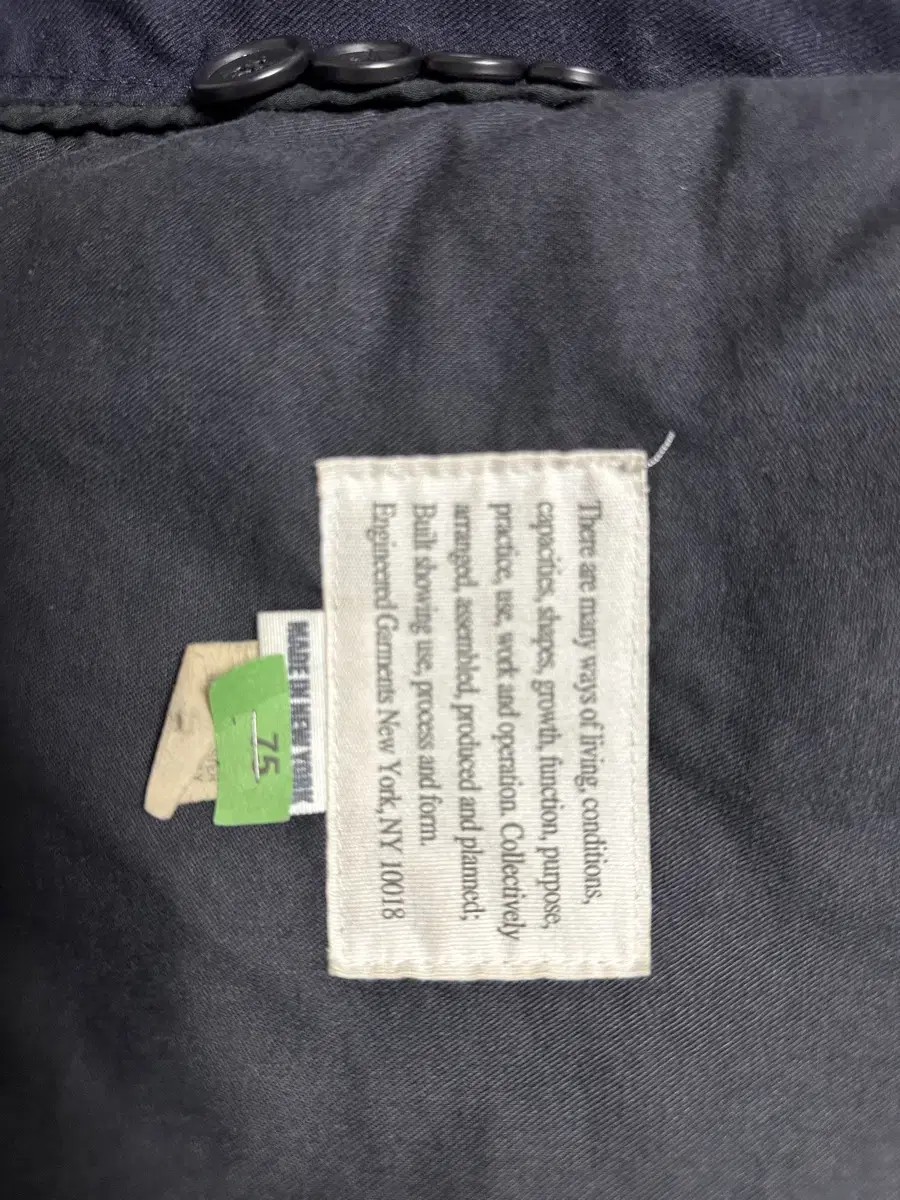 There are many ways of living, conditions,
capacities, shapes, growth, function, purpose,
practice, use, work and operation. Collectively
arranged, assembled, produced and planned;
Built showing use, process and form.
Engineered Garments New York, NY 10018
MADE IN NEW YORK
75